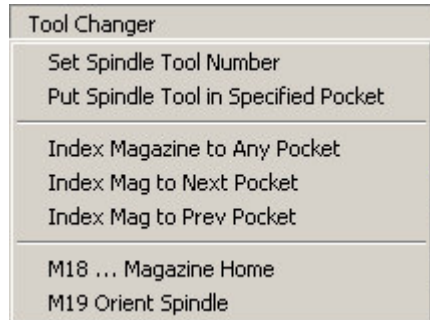 Tool Changer
Set Spindle Tool Number
Put Spindle Tool in Specified Pocket
Index Magazine to Any Pocket
Index Mag to Next Pocket
Index Mag to Prev Pocket
M18 ... Magazine Home
M19 Orient Spindle